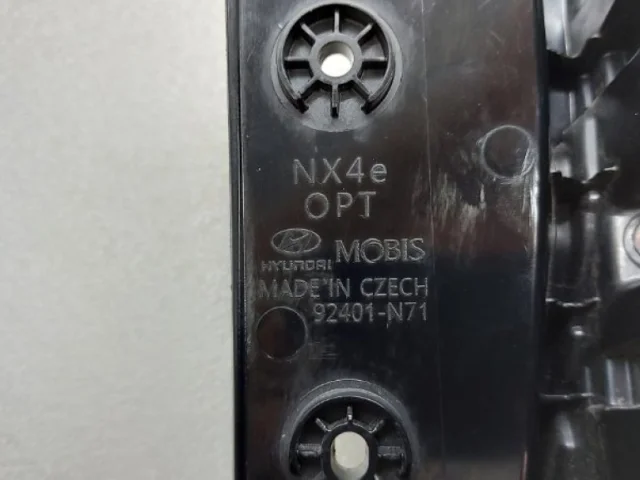 NX4e
OPT
HYUNDAI MOBIS
MADE IN CZECH
92401-N71